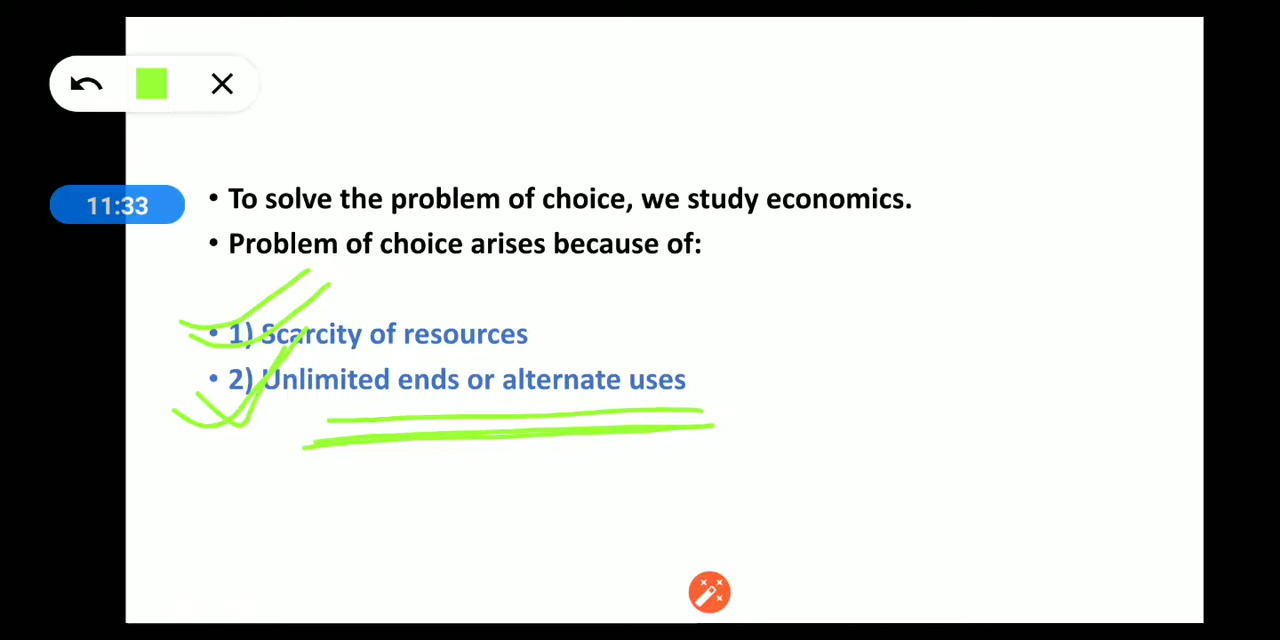 11:33
• To solve the problem of choice, we study economics.
• Problem of choice arises because of:
• 1) Scarcity of resources
• 2) Unlimited ends or alternate uses